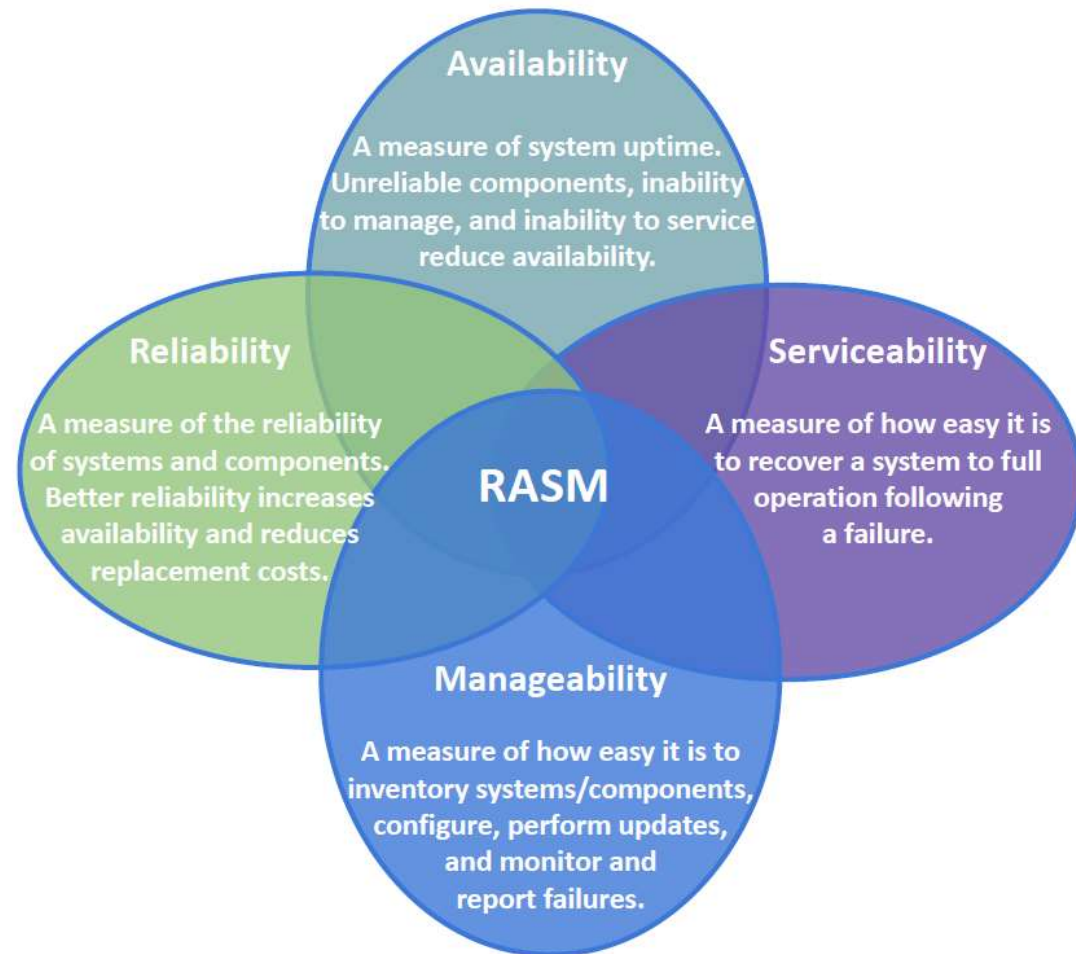 Availability
A measure of system uptime.
Unreliable components, inability
to manage, and inability to service
reduce availability.
Reliability
A measure of the reliability
of systems and components.
Better reliability increases
availability and reduces
replacement costs.
Serviceability
A measure of how easy it is
to recover a system to full
operation following
a failure.
RASM
Manageability
A measure of how easy it is to
inventory systems/components,
configure, perform updates,
and monitor and
report failures.